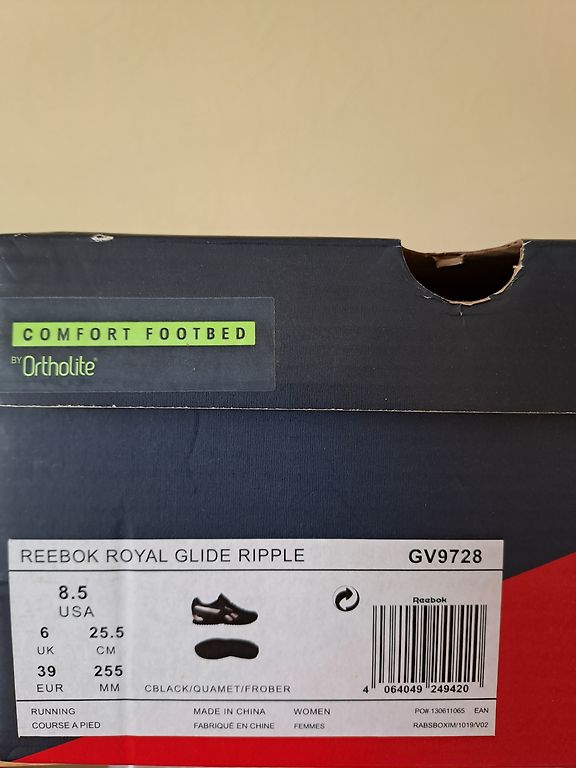 COMFORT FOOTBED
BY Ortholite®
REEBOK ROYAL GLIDE RIPPLE GV9728
8.5
USA
6 25.5
UK CM
39 255
EUR MM
CBLACK/QUAMET/FROBER
Reebok
4 064049 249420
RUNNING MADE IN CHINA WOMEN PO# 130611065 EAN
COURSE A PIED FABRIQUÉ EN CHINE FEMMES RABSBOXIM/1019/V02